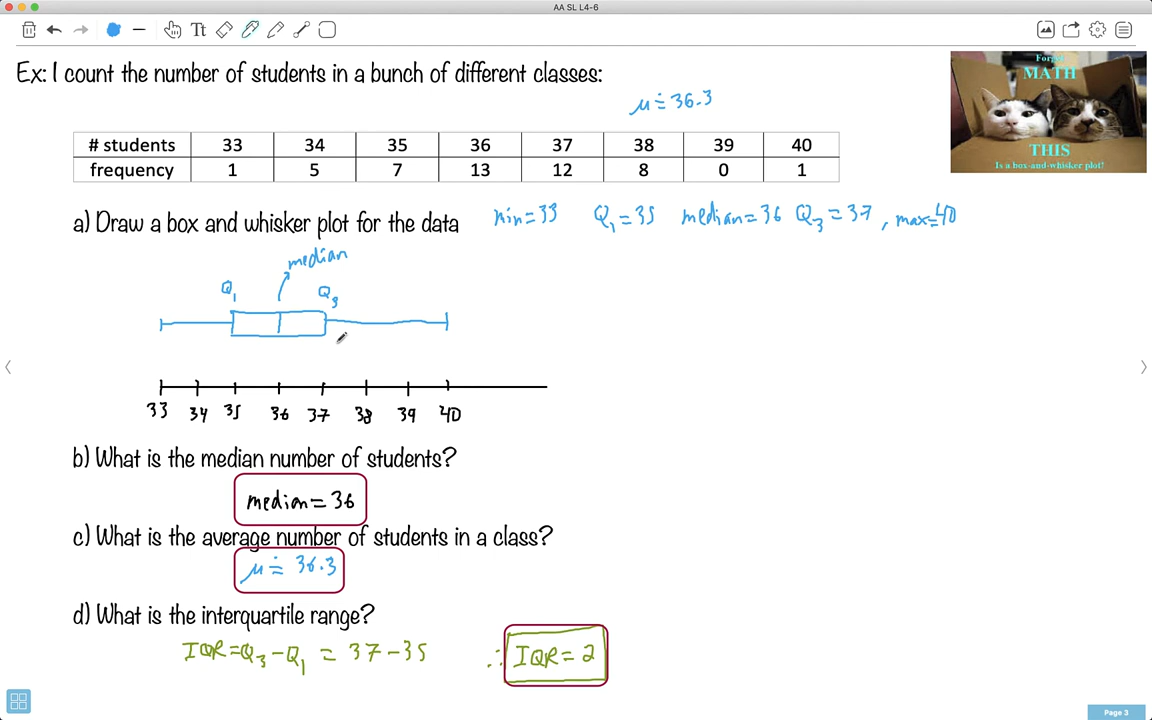 AA SL L4-6
Tt
Ex: I count the number of students in a bunch of different classes:
μ ≐ 36.3
Forget
MATH
THIS
Is a box-and-whisker plot!
# students 33 34 35 36 37 38 39 40
frequency 1 5 7 13 12 8 0 1
a) Draw a box and whisker plot for the data
min=33 Q₁=35 median=36 Q₃=37, max=40
median
Q₁ Q₃
33 34 35 36 37 38 39 40
b) What is the median number of students?
median = 36
c) What is the average number of students in a class?
μ ≐ 36.3
d) What is the interquartile range?
IQR=Q₃-Q₁ = 37-35 ∴ IQR = 2
Page 3